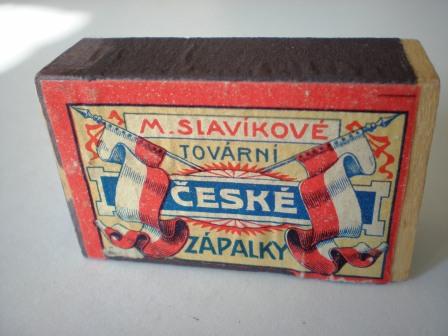 M. SLAVÍKOVÉ
TOVÁRNÍ
ČESKÉ
ZÁPALKY